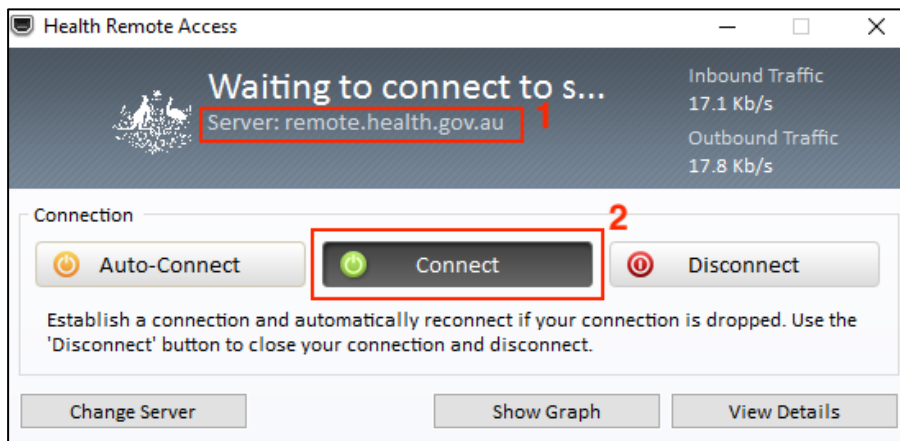 Health Remote Access
Waiting to connect to s...
Server: remote.health.gov.au
1
Inbound Traffic
17.1 Kb/s
Outbound Traffic
17.8 Kb/s
Connection
2
Auto-Connect
Connect
Disconnect
Establish a connection and automatically reconnect if your connection is dropped. Use the
'Disconnect' button to close your connection and disconnect.
Change Server
Show Graph
View Details